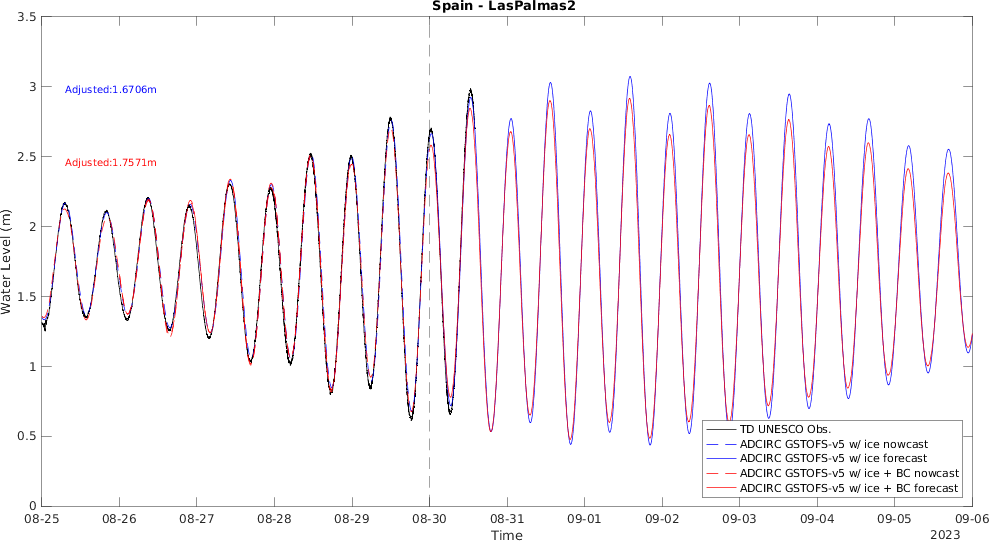 Spain - LasPalmas2
3.5
3
2.5
2
1.5
1
0.5
0
Water Level (m)
Adjusted:1.6706m
Adjusted:1.7571m
TD UNESCO Obs.
ADCIRC GSTOFS-v5 w/ ice nowcast
ADCIRC GSTOFS-v5 w/ ice forecast
ADCIRC GSTOFS-v5 w/ ice + BC nowcast
ADCIRC GSTOFS-v5 w/ ice + BC forecast
08-25 08-26 08-27 08-28 08-29 08-30 08-31 09-01 09-02 09-03 09-04 09-05 09-06
Time
2023